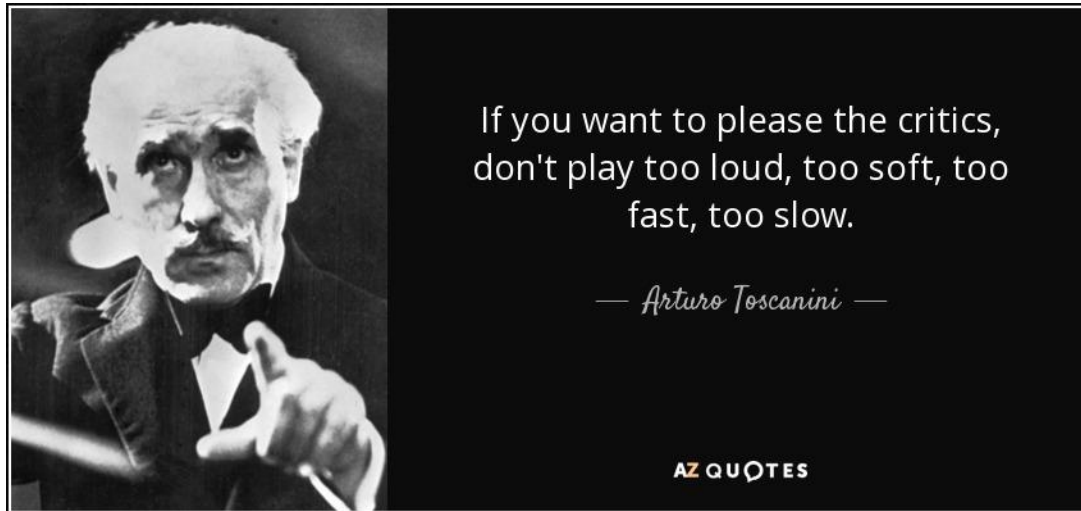 If you want to please the critics,
don't play too loud, too soft, too
fast, too slow.
— Arturo Toscanini —
AZ QUOTES